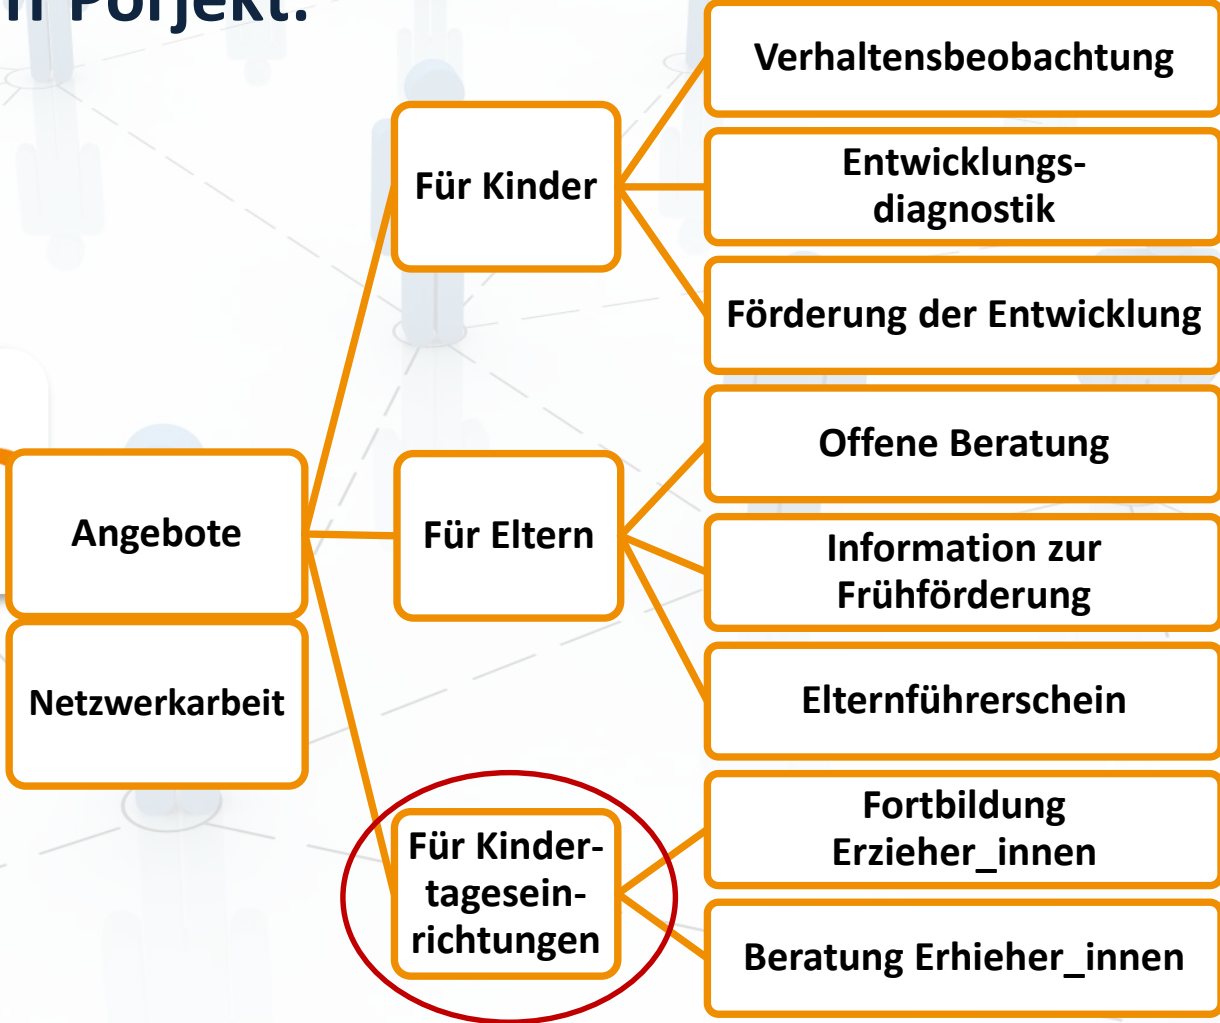 Porjekt:
Verhaltensbeobachtung
Für Kinder
Entwicklungs-
diagnostik
Förderung der Entwicklung
Angebote
Für Eltern
Offene Beratung
Information zur
Frühförderung
Elternführerschein
Netzwerkarbeit
Für Kinder-
tagesein-
richtungen
Fortbildung
Erzieher_innen
Beratung Erhieher_innen